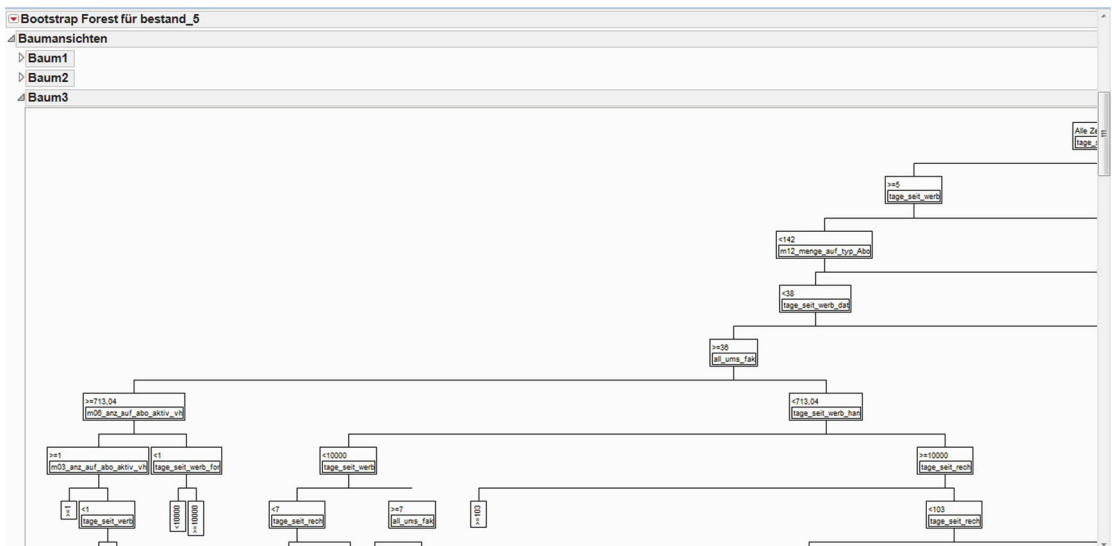 Bootstrap Forest für bestand_5
Baumansichten
Baum1
Baum2
Baum3
Alle Ze
tage_s
>=5
tage_seit_werb
<142
m12_menge_auf_typ_Abo
<38
tage_seit_werb_dat
>=36
all_ums_fak
>=713,04
m06_anz_auf_abo_aktiv_vh
<713,04
tage_seit_werb_han
>=1
m03_anz_auf_abo_aktiv_vh
<1
tage_seit_werb_for
<10000
tage_seit_werb
>=10000
tage_seit_rech
>=1
<1
tage_seit_verb
<10000
>=10000
<7
tage_seit_rech
>=7
all_ums_fak
>=103
<103
tage_seit_rech